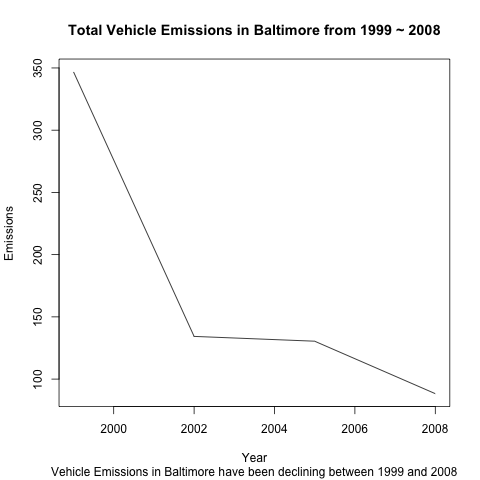 Total Vehicle Emissions in Baltimore from 1999 ~ 2008
350
300
250
200
150
100
Emissions
2000 2002 2004 2006 2008
Year
Vehicle Emissions in Baltimore have been declining between 1999 and 2008